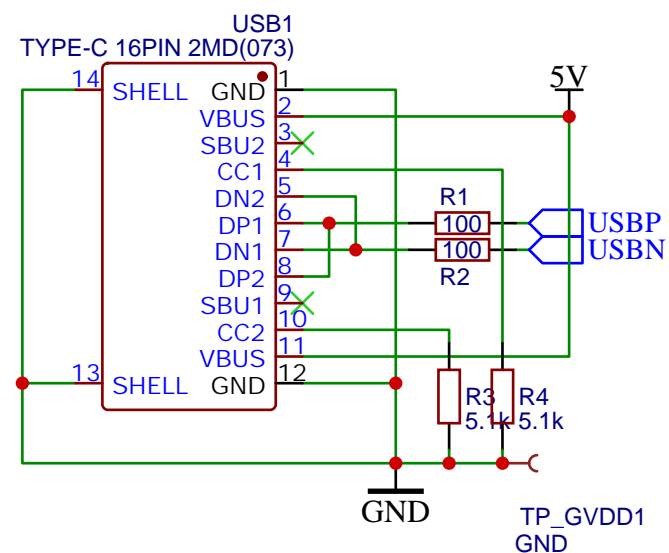 USB1
TYPE-C 16PIN 2MD(073)
5V
14 SHELL GND 1
VBUS 2
SBU2 3
CC1 4
DN2 5
DP1 6
DN1 7
DP2 8
SBU1 9
CC2 10
VBUS 11
13 SHELL GND 12
R1
100 USBP
100 USBN
R2
R3 R4
5.1k 5.1k
GND
TP_GVDD1
GND